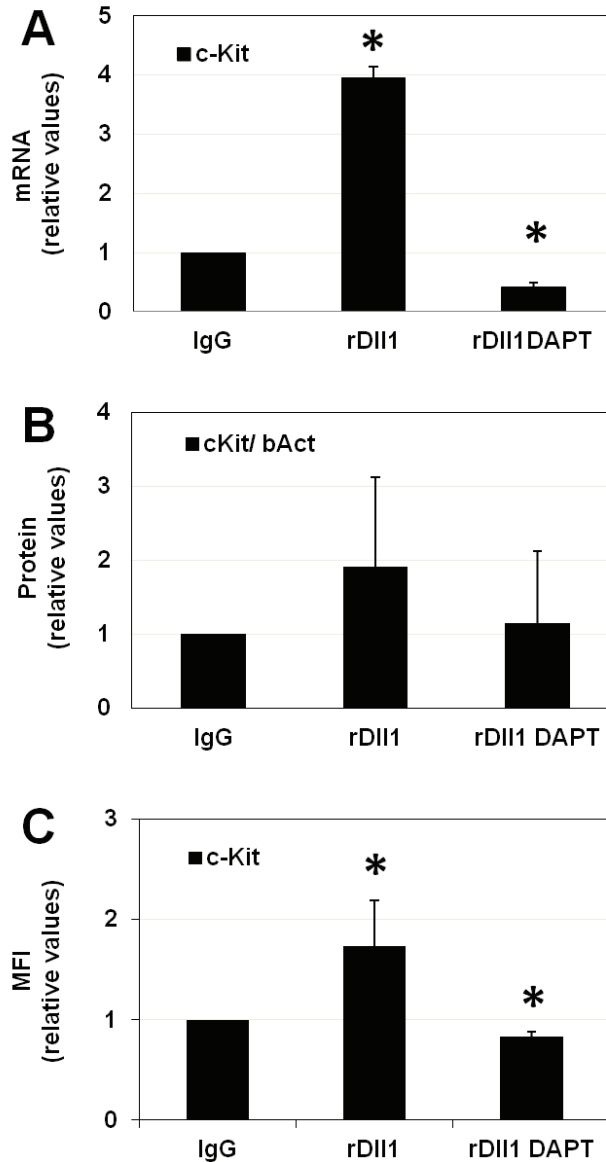 A
5
4
3
2
1
0
mRNA
(relative values)
■ c-Kit
*
*
IgG
rDll1
rDll1DAPT
B
4
3
2
1
0
Protein
(relative values)
■ cKit/ bAct
IgG
rDll1
rDll1 DAPT
C
3
2
1
0
MFI
(relative values)
■ c-Kit
*
*
IgG
rDll1
rDll1 DAPT